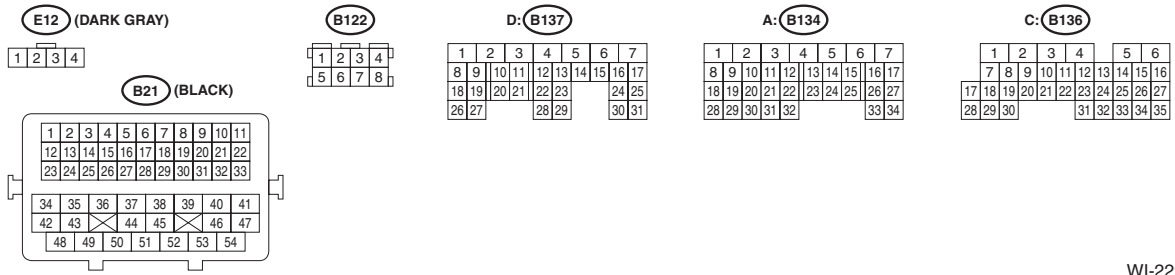 E12 (DARK GRAY)
1 2 3 4
B21 (BLACK)
1 2 3 4 5 6 7 8 9 10 11
12 13 14 15 16 17 18 19 20 21 22
23 24 25 26 27 28 29 30 31 32 33
34 35 36 37 38 39 40 41
42 43 44 45 46 47
48 49 50 51 52 53 54
B122
1 2 3 4
5 6 7 8
D: B137
1 2 3 4 5 6 7
8 9 10 11 12 13 14 15 16 17
18 19 20 21 22 23 24 25
26 27 28 29 30 31
A: B134
1 2 3 4 5 6 7
8 9 10 11 12 13 14 15 16 17
18 19 20 21 22 23 24 25 26 27
28 29 30 31 32 33 34
C: B136
1 2 3 4 5 6
7 8 9 10 11 12 13 14 15 16
17 18 19 20 21 22 23 24 25 26 27
28 29 30 31 32 33 34 35
WI-22